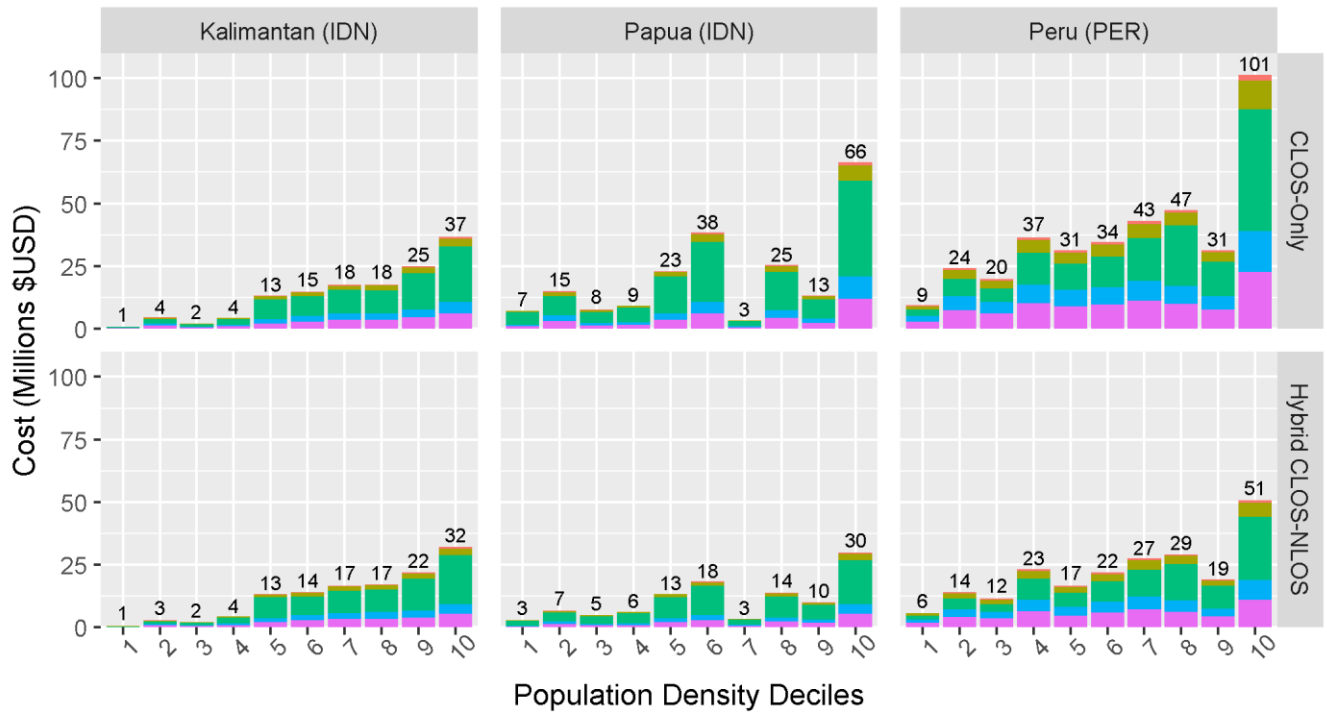 Kalimantan (IDN) Papua (IDN) Peru (PER)
Cost (Millions $USD)
CLOS-Only
100
75
50
25
0
1 4 2 4 13 15 18 18 25 37
7 15 8 9 23 38 3 25 13 66
9 24 20 37 31 34 43 47 31 101
Hybrid CLOS-NLOS
100
75
50
25
0
1 3 2 4 13 14 17 17 22 32
3 7 5 6 13 18 3 14 10 30
6 14 12 23 17 22 27 29 19 51
1 2 3 4 5 6 7 8 9 10
1 2 3 4 5 6 7 8 9 10
1 2 3 4 5 6 7 8 9 10
Population Density Deciles